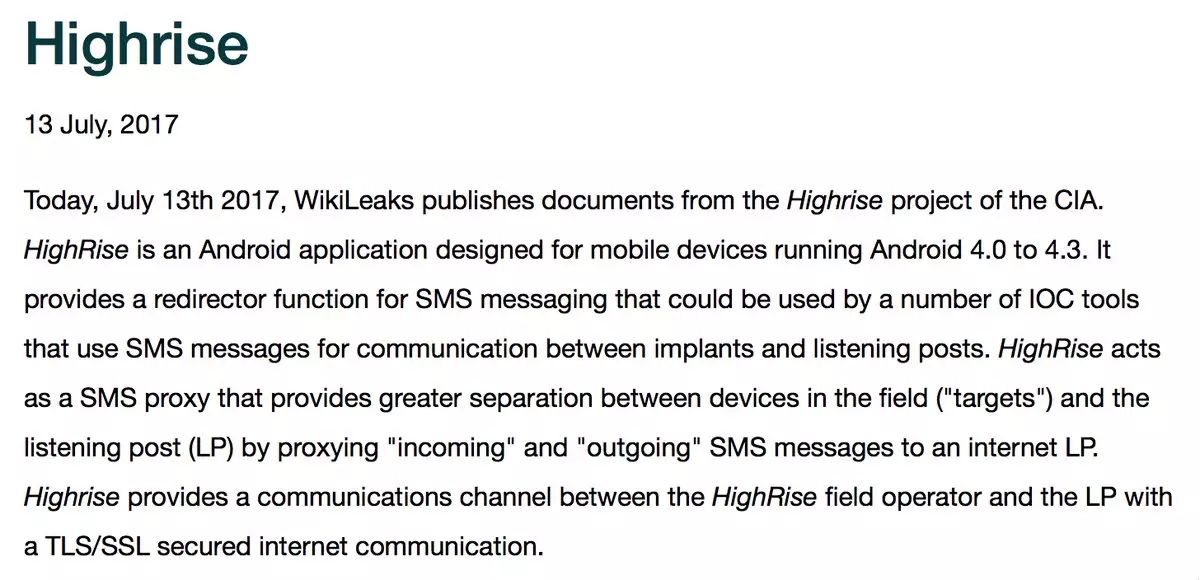 Highrise
13 July, 2017
Today, July 13th 2017, WikiLeaks publishes documents from the Highrise project of the CIA.
HighRise is an Android application designed for mobile devices running Android 4.0 to 4.3. It
provides a redirector function for SMS messaging that could be used by a number of IOC tools
that use SMS messages for communication between implants and listening posts. HighRise acts
as a SMS proxy that provides greater separation between devices in the field ("targets") and the
listening post (LP) by proxying "incoming" and "outgoing" SMS messages to an internet LP.
Highrise provides a communications channel between the HighRise field operator and the LP with
a TLS/SSL secured internet communication.